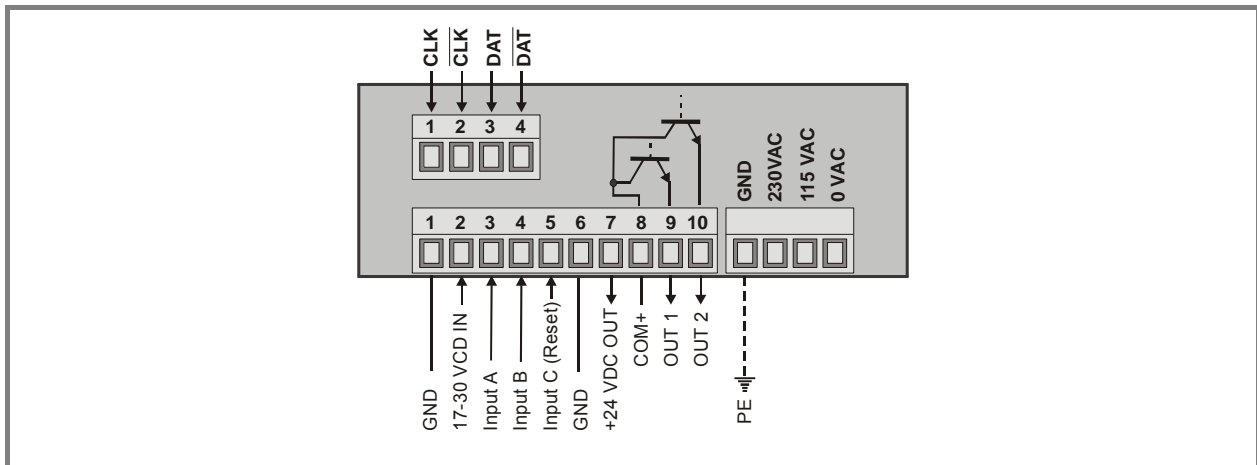 CLK
C̅L̅K̅
DAT
D̅A̅T̅
1 2 3 4
GND
230VAC
115 VAC
0 VAC
1 2 3 4 5 6 7 8 9 10
GND
17-30 VCD IN
Input A
Input B
Input C (Reset)
GND
+24 VDC OUT
COM+
OUT 1
OUT 2
PE